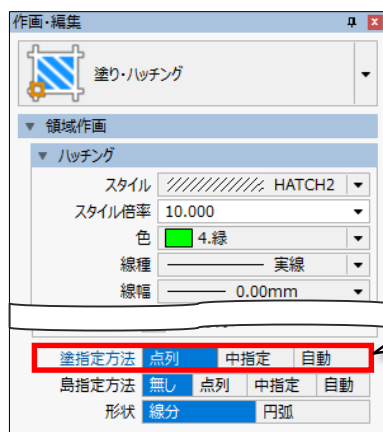 作画・編集
塗り・ハッチング
領域作画
ハッチング
スタイル HATCH2
スタイル倍率 10.000
色 4.緑
線種 実線
線幅 0.00mm
塗指定方法 点列 中指定 自動
島指定方法 無し 点列 中指定 自動
形状 線分 円弧